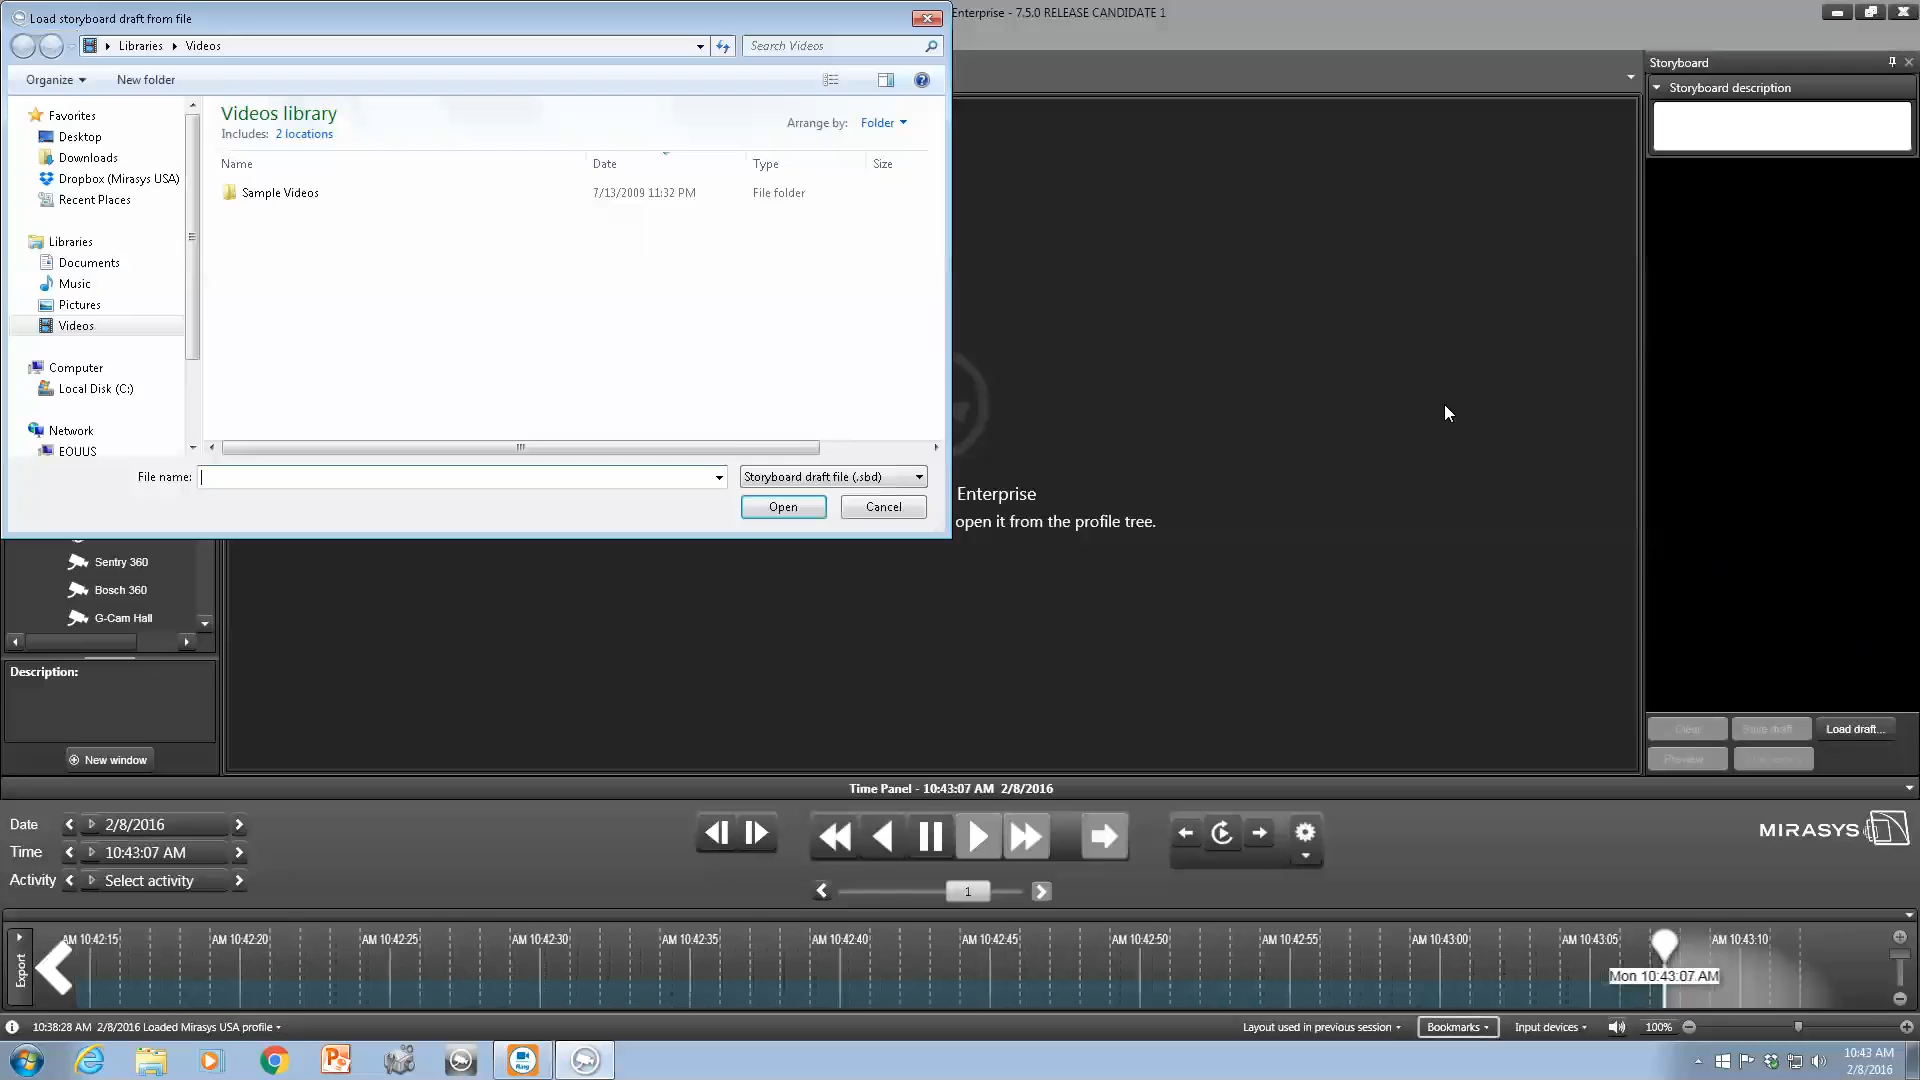 Load storyboard draft from file
Enterprise - 7.5.0 RELEASE CANDIDATE 1
Libraries
Videos
Search Videos
Organize
New folder
Favorites
Desktop
Downloads
Dropbox (Mirasys USA)
Recent Places
Libraries
Documents
Music
Pictures
Videos
Computer
Local Disk (C:)
Network
EOUUS
Videos library
Includes: 2 locations
Arrange by: Folder
Name
Date
Type
Size
Sample Videos
7/13/2009 11:32 PM
File folder
File name:
Storyboard draft file (.sbd)
Open
Cancel
Storyboard
Storyboard description
Enterprise
open it from the profile tree.
Sentry 360
Bosch 360
G-Cam Hall
Description:
New window
Clear
Save draft
Load draft...
Preview
Time Panel - 10:43:07 AM 2/8/2016
Date
2/8/2016
Time
10:43:07 AM
Activity
Select activity
1
MIRASYS
Export
AM 10:42:15
AM 10:42:20
AM 10:42:25
AM 10:42:30
AM 10:42:35
AM 10:42:40
AM 10:42:45
AM 10:42:50
AM 10:42:55
AM 10:43:00
AM 10:43:05
AM 10:43:10
Mon 10:43:07 AM
10:38:28 AM 2/8/2016 Loaded Mirasys USA profile
Layout used in previous session
Bookmarks
Input devices
100%
10:43 AM
2/8/2016